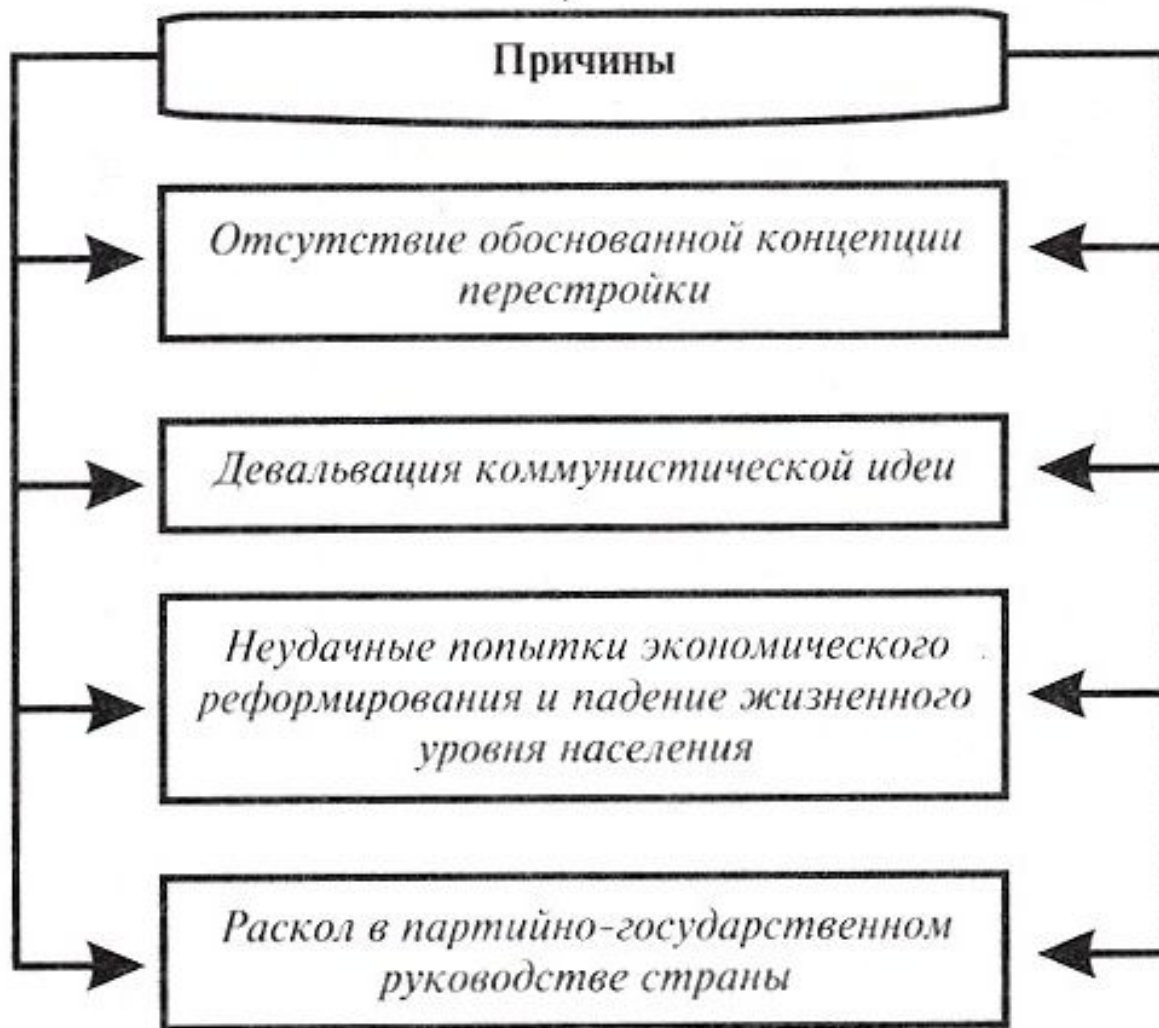 Причины
Отсутствие обоснованной концепции
перестройки
Девальвация коммунистической идеи
Неудачные попытки экономического
реформирования и падение жизненного
уровня населения
Раскол в партийно-государственном
руководстве страны